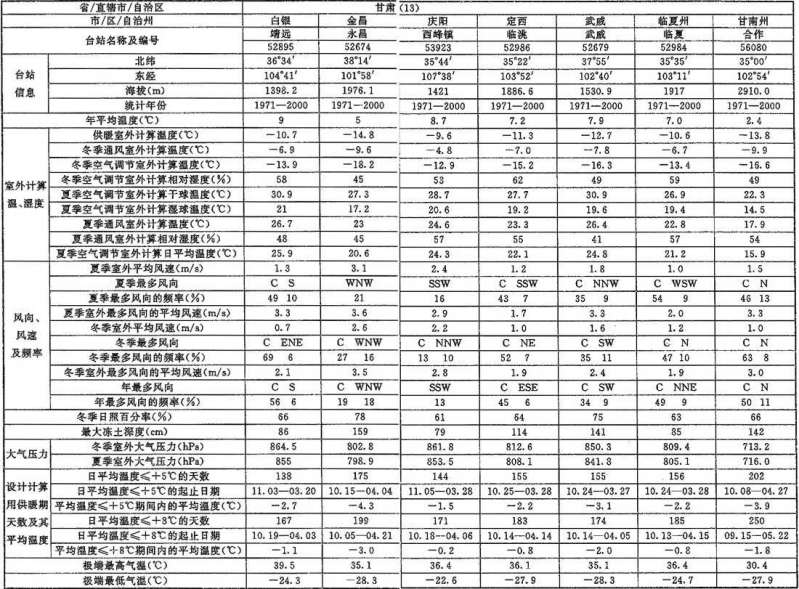 省/直辖市/自治区 甘肃(13)
市/区/自治州 白银 金昌 庆阳 定西 武威 临夏州 甘南州
台站名称及编号 靖远 永昌 西峰镇 临洮 武威 临夏 合作
52895 52674 53923 52986 52679 52984 56080
台站信息 北纬 36°34′ 38°14′ 35°44′ 35°22′ 37°55′ 35°35′ 35°00′
东经 104°41′ 101°58′ 107°38′ 103°52′ 102°40′ 103°11′ 102°54′
海拔(m) 1398.2 1976.1 1421 1886.6 1530.9 1917 2910.0
统计年份 1971—2000 1971—2000 1971—2000 1971—2000 1971—2000 1971—2000 1971—2000
年平均温度(℃) 9 5 8.7 7.2 7.9 7.0 2.4
室外计算温、湿度 供暖室外计算温度(℃) −10.7 −14.8 −9.6 −11.3 −12.7 −10.6 −13.8
冬季通风室外计算温度(℃) −6.9 −9.6 −4.8 −7.0 −7.8 −6.7 −9.9
冬季空气调节室外计算温度(℃) −13.9 −18.2 −12.9 −15.2 −16.3 −13.4 −16.6
冬季空气调节室外计算相对湿度(%) 58 45 53 62 49 59 49
夏季空气调节室外计算干球温度(℃) 30.9 27.3 28.7 27.7 30.9 26.9 22.3
夏季空气调节室外计算湿球温度(℃) 21 17.2 20.6 19.2 19.6 19.4 14.5
夏季通风室外计算温度(℃) 26.7 23 24.6 23.3 26.4 22.8 17.9
夏季通风室外计算相对湿度(%) 48 45 57 55 41 57 54
夏季空气调节室外计算日平均温度(℃) 25.9 20.6 24.3 22.1 24.8 21.2 15.9
风向、风速及频率 夏季室外平均风速(m/s) 1.3 3.1 2.4 1.2 1.8 1.0 1.5
夏季最多风向 C S WNW SSW C SSW C NNW C WSW C N
夏季最多风向的频率(%) 49 10 21 16 43 7 35 9 54 9 46 13
夏季室外最多风向的平均风速(m/s) 3.3 3.6 2.9 1.7 3.3 2.0 3.3
冬季室外平均风速(m/s) 0.7 2.6 2.2 1.0 1.6 1.2 1.0
冬季最多风向 C ENE C WNW C NNW C NE C SW C N C N
冬季最多风向的频率(%) 69 6 27 16 13 10 52 7 35 11 47 10 63 8
冬季室外最多风向的平均风速(m/s) 2.1 3.5 2.8 1.9 2.4 1.9 3.0
年最多风向 C S C WNW SSW C ESE C SW C NNE C N
年最多风向的频率(%) 56 6 19 18 13 45 6 34 9 49 9 50 11
冬季日照百分率(%) 66 78 61 64 75 63 66
最大冻土深度(cm) 86 159 79 114 141 85 142
大气压力 冬季室外大气压力(hPa) 864.5 802.8 861.8 812.6 850.3 809.4 713.2
夏季室外大气压力(hPa) 855 798.9 853.5 808.1 841.8 805.1 716.0
设计计算用供暖期天数及其平均温度 日平均温度≤+5℃的天数 138 175 144 155 155 156 202
日平均温度≤+5℃的起止日期 11.03—03.20 10.15—04.04 11.05—03.28 10.25—03.28 10.24—03.27 10.24—03.28 10.08—04.27
平均温度≤+5℃期间内的平均温度(℃) −2.7 −4.3 −1.5 −2.2 −3.1 −2.2 −3.9
日平均温度≤+8℃的天数 167 199 171 183 174 185 250
日平均温度≤+8℃的起止日期 10.19—04.03 10.05—04.21 10.18—04.06 10.14—04.14 10.14—04.05 10.13—04.15 09.15—05.22
平均温度≤+8℃期间内的平均温度(℃) −1.1 −3.0 −0.2 −0.8 −2.0 −0.8 −1.8
极端最高气温(℃) 39.5 35.1 36.4 36.1 35.1 36.4 30.4
极端最低气温(℃) −24.3 −28.3 −22.6 −27.9 −28.3 −24.7 −27.9